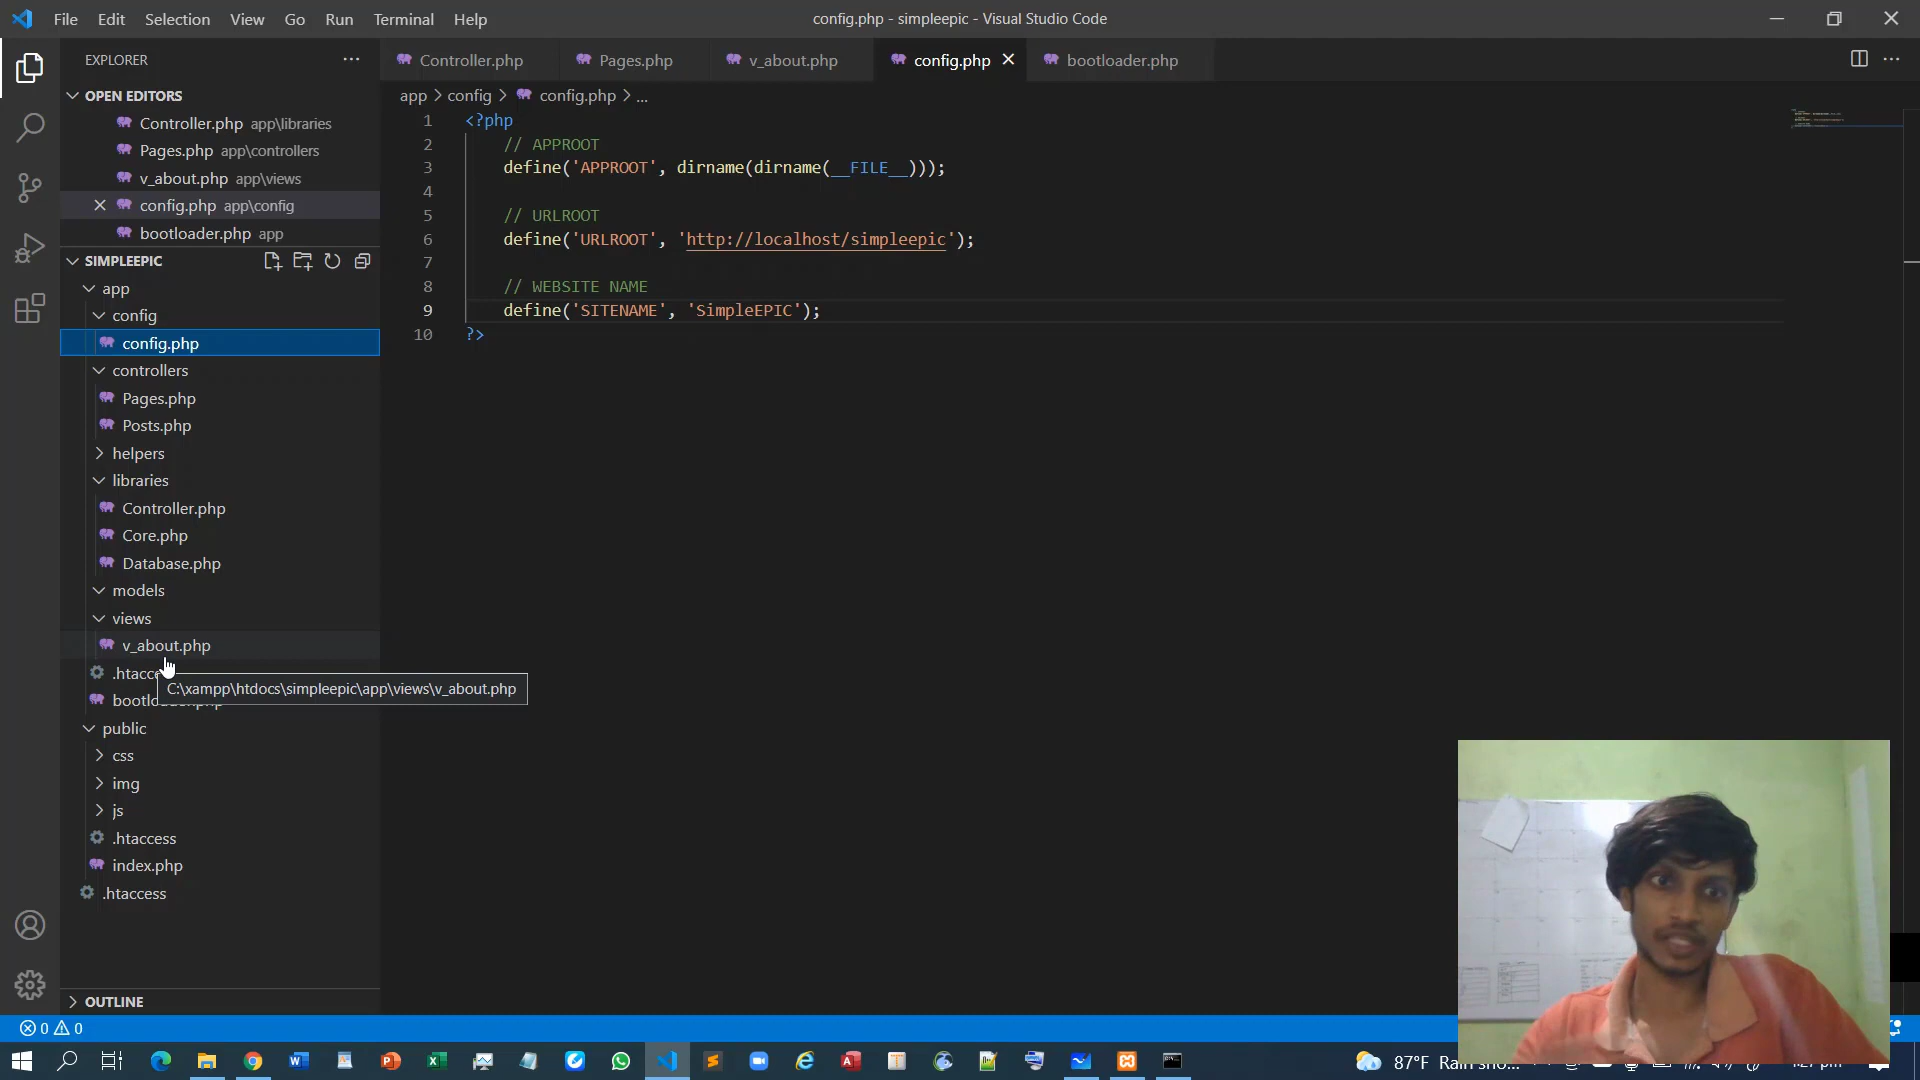 File Edit Selection View Go Run Terminal Help
config.php - simpleepic - Visual Studio Code
EXPLORER
Controller.php
Pages.php
v_about.php
config.php
bootloader.php
OPEN EDITORS
Controller.php app\libraries
Pages.php app\controllers
v_about.php app\views
config.php app\config
bootloader.php app
SIMPLEEPIC
app
config
config.php
controllers
Pages.php
Posts.php
helpers
libraries
Controller.php
Core.php
Database.php
models
views
v_about.php
.htacce
C:\xampp\htdocs\simpleepic\app\views\v_about.php
public
css
img
js
.htaccess
index.php
.htaccess
OUTLINE
app > config > config.php > ...
1 <?php
2 // APPROOT
3 define('APPROOT', dirname(dirname(__FILE__)));
4
5 // URLROOT
6 define('URLROOT', 'http://localhost/simpleepic');
7
8 // WEBSITE NAME
9 define('SITENAME', 'SimpleEPIC');
10 ?>
0 0
87°F